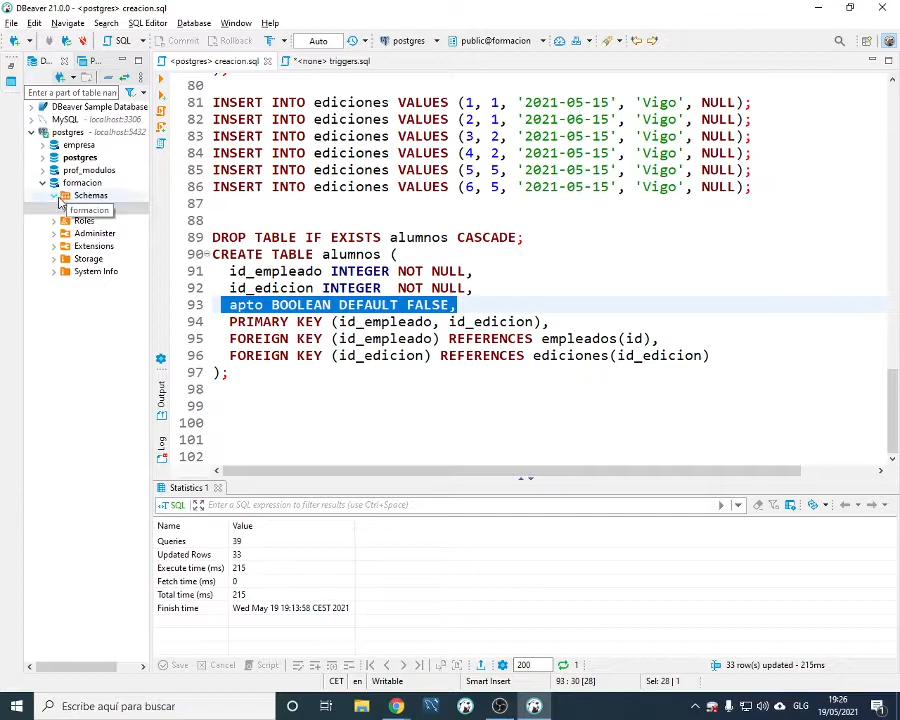 DBeaver 21.0.0 - <postgres> creacion.sql
File Edit Navigate Search SQL Editor Database Window Help
SQL Commit Rollback Auto postgres public@formacion
D... P... <postgres> creacion.sql *<none> triggers.sql
Enter a part of table nam
DBeaver Sample Database
MySQL - localhost:3306
postgres - localhost:5432
empresa
postgres
prof_modulos
formacion
Schemas
formacion
Roles
Administer
Extensions
Storage
System Info
80
81 INSERT INTO ediciones VALUES (1, 1, '2021-05-15', 'Vigo', NULL);
82 INSERT INTO ediciones VALUES (2, 1, '2021-06-15', 'Vigo', NULL);
83 INSERT INTO ediciones VALUES (3, 2, '2021-05-15', 'Vigo', NULL);
84 INSERT INTO ediciones VALUES (4, 2, '2021-05-15', 'Vigo', NULL);
85 INSERT INTO ediciones VALUES (5, 5, '2021-05-15', 'Vigo', NULL);
86 INSERT INTO ediciones VALUES (6, 5, '2021-05-15', 'Vigo', NULL);
87
88
89 DROP TABLE IF EXISTS alumnos CASCADE;
90 CREATE TABLE alumnos (
91 id_empleado INTEGER NOT NULL,
92 id_edicion INTEGER NOT NULL,
93 apto BOOLEAN DEFAULT FALSE,
94 PRIMARY KEY (id_empleado, id_edicion),
95 FOREIGN KEY (id_empleado) REFERENCES empleados(id),
96 FOREIGN KEY (id_edicion) REFERENCES ediciones(id_edicion)
97 );
98
99
100
101
102
Output
Log
Statistics 1
SQL Enter a SQL expression to filter results (use Ctrl+Space)
Name Value
Queries 39
Updated Rows 33
Execute time (ms) 215
Fetch time (ms) 0
Total time (ms) 215
Finish time Wed May 19 19:13:58 CEST 2021
Save Cancel Script 200 1 33 row(s) updated - 215ms
CET en Writable Smart Insert 93 : 30 [28] Sel: 28 | 1
Escribe aquí para buscar
19:26
19/05/2021